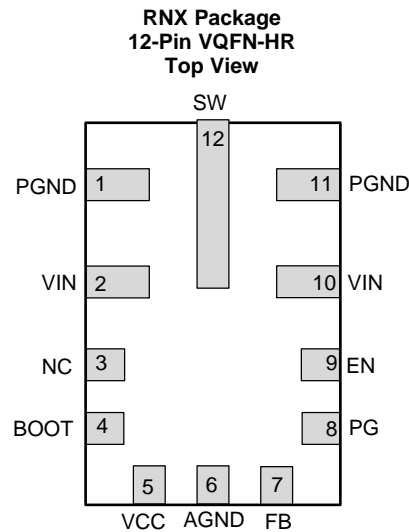 RNX Package
12-Pin VQFN-HR
Top View
SW
12
PGND 1 11 PGND
VIN 2 10 VIN
NC 3 9 EN
BOOT 4 8 PG
5 6 7
VCC AGND FB